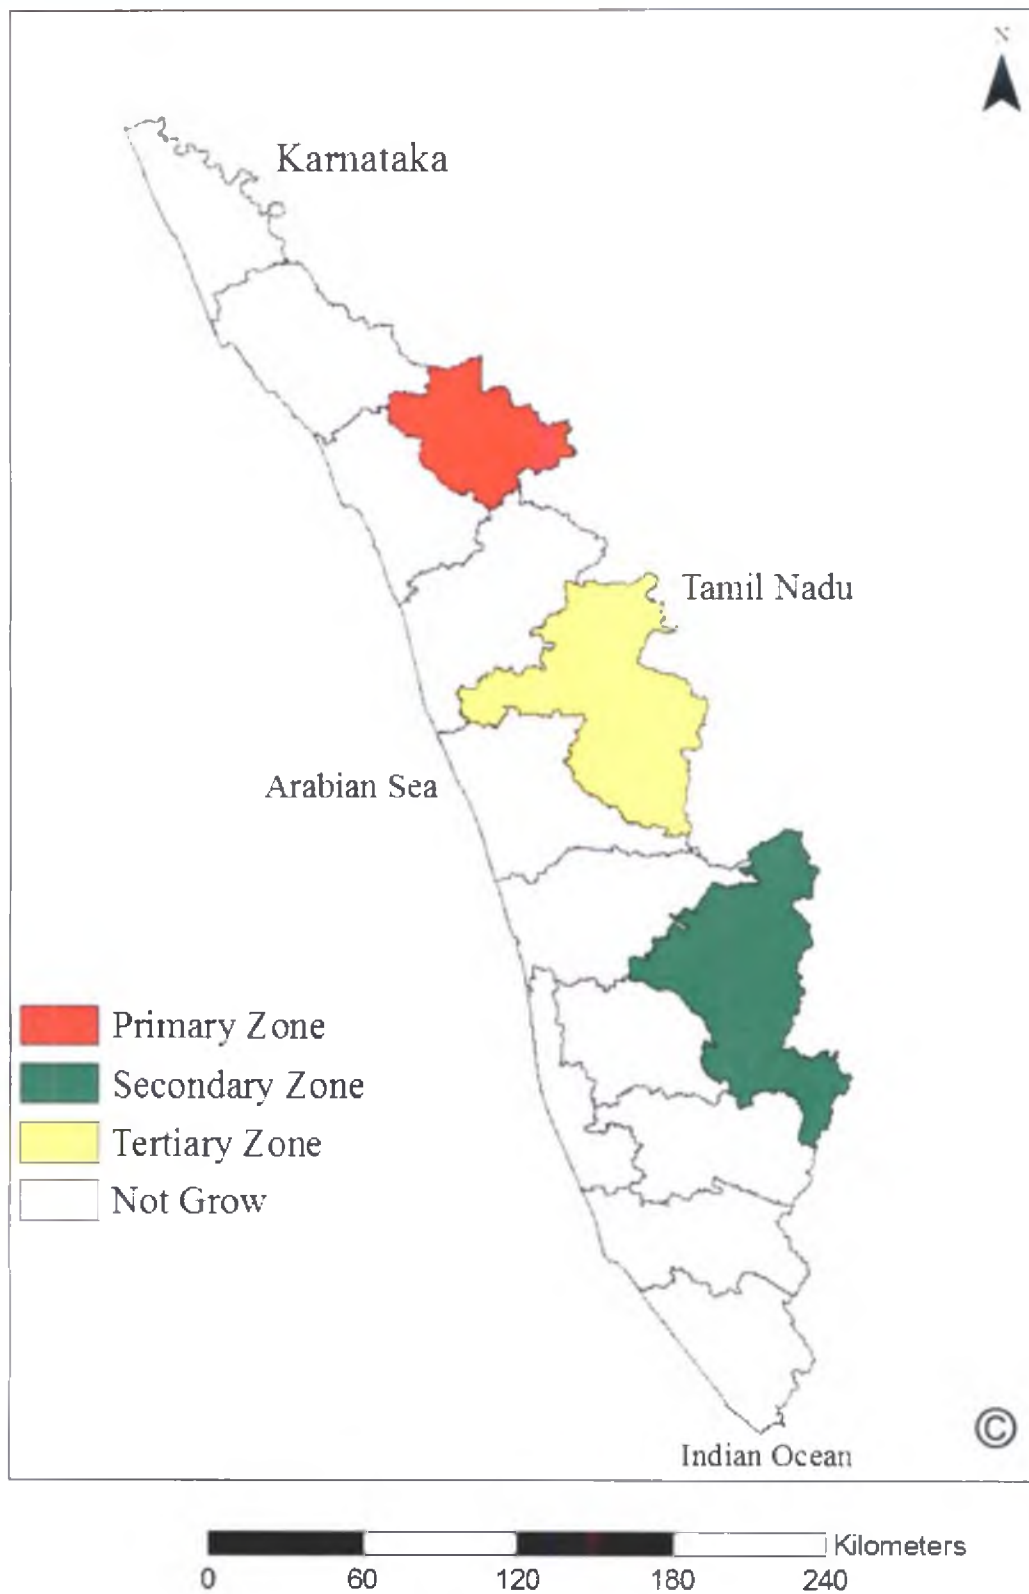 N
Karnataka
Tamil Nadu
Arabian Sea
Primary Zone
Secondary Zone
Tertiary Zone
Not Grow
©
Indian Ocean
Kilometers
0 60 120 180 240